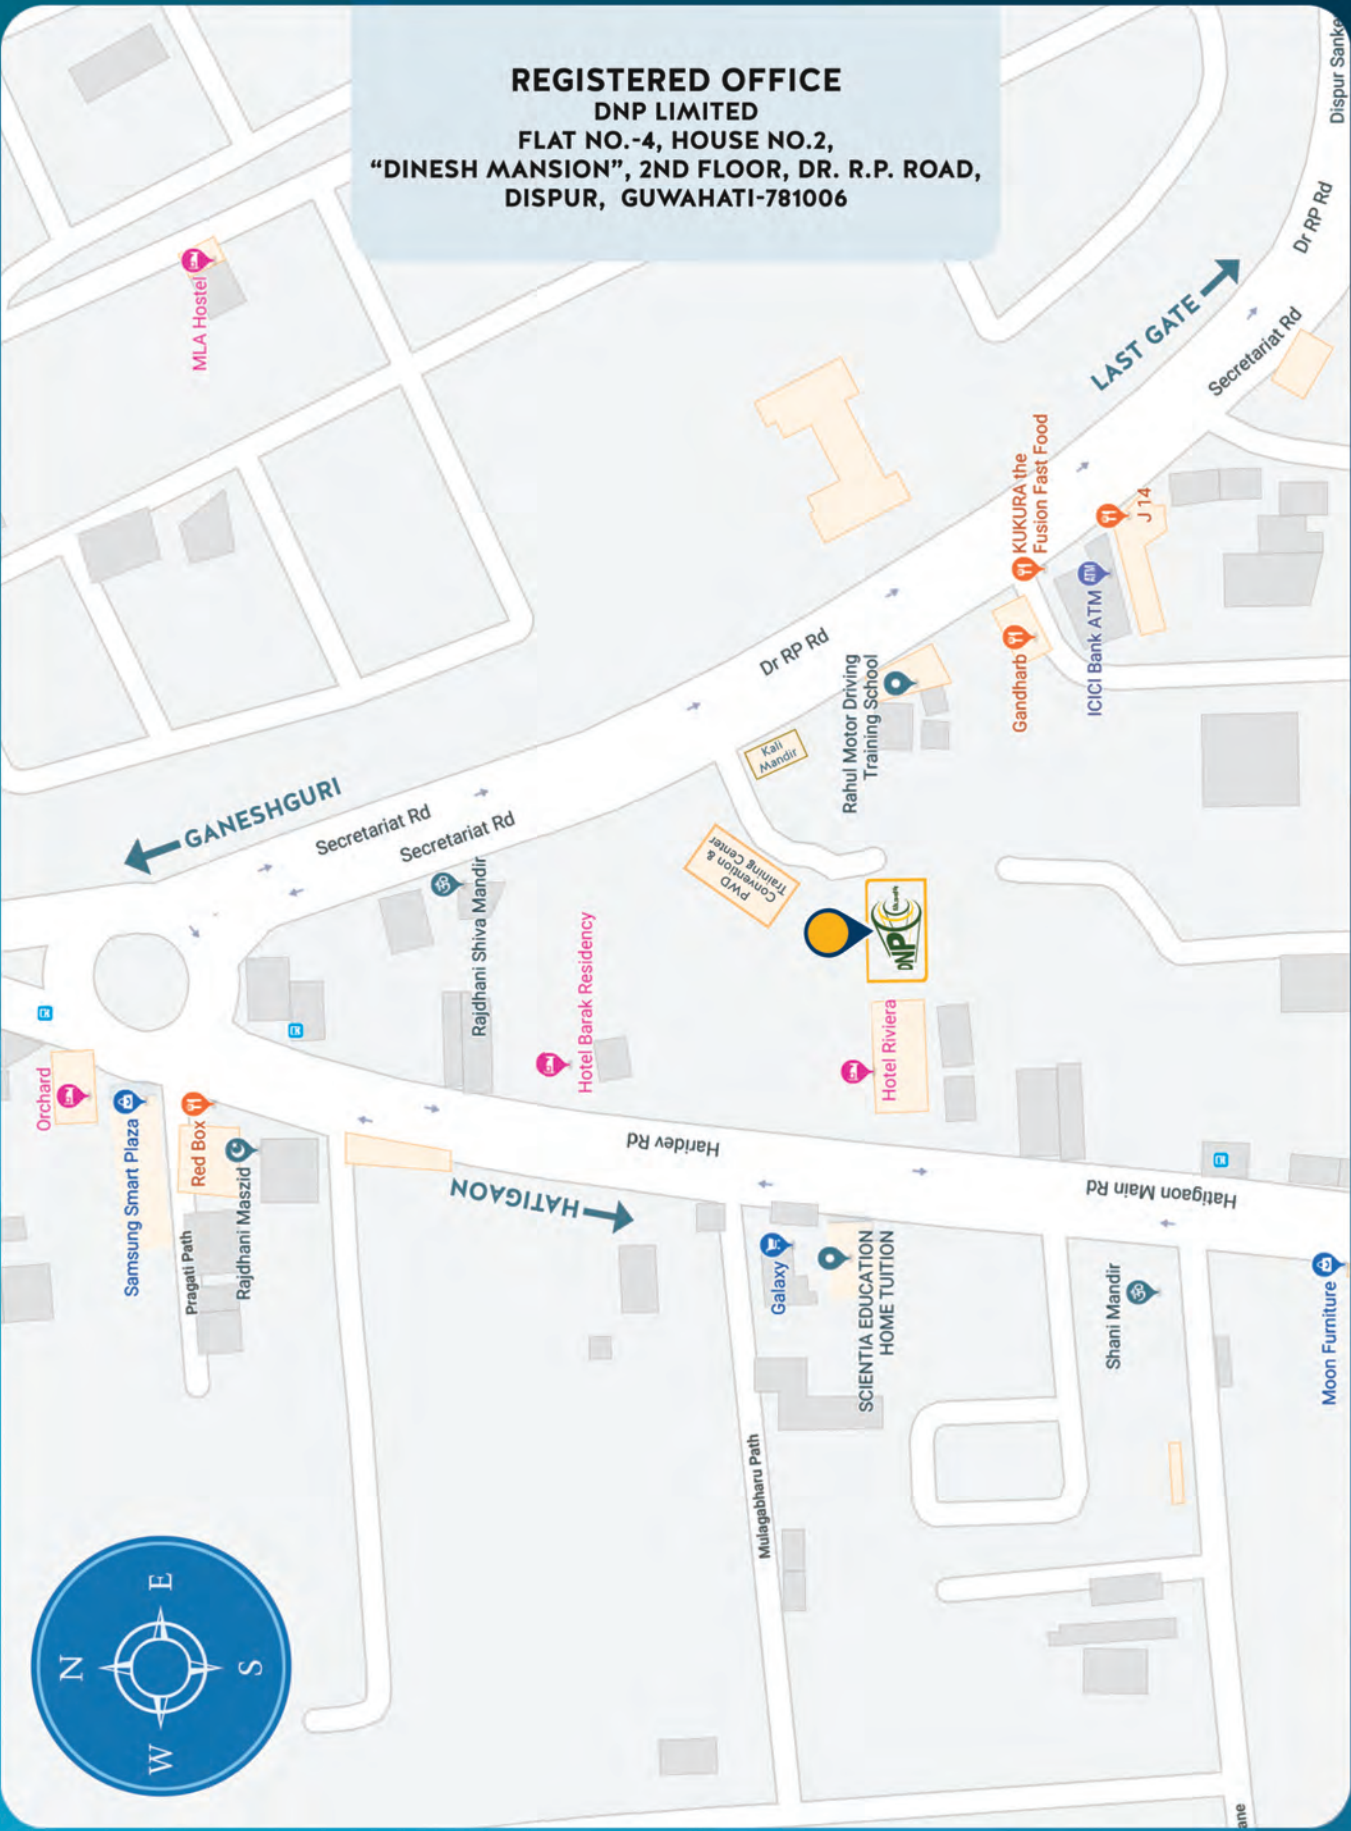 REGISTERED OFFICE
DNP LIMITED
FLAT NO.-4, HOUSE NO.2,
“DINESH MANSION”, 2ND FLOOR, DR. R.P. ROAD,
DISPUR, GUWAHATI-781006
Dr RP Rd
MLA Hostel
LAST GATE
Secretariat Rd
KUKURA the
Fusion Fast Food
J 14
ICICI Bank ATM
ATM
Gandharb
Dr RP Rd
Rahul Motor Driving
Training School
Kali
Mandir
GANESHGURI
Secretariat Rd
Secretariat Rd
PWD
Convention &
Training Center
Rajdhani Shiva Mandir
DNP
Hotel Barak Residency
Hotel Riviera
Orchard
Samsung Smart Plaza
Red Box
Rajdhani Maszid
Pragati Path
Haridev Rd
HATIGAON
Hatigaon Main Rd
Galaxy
SCIENTIA EDUCATION
HOME TUITION
Shani Mandir
Moon Furniture
Mulagabharu Path
N
E
S
W